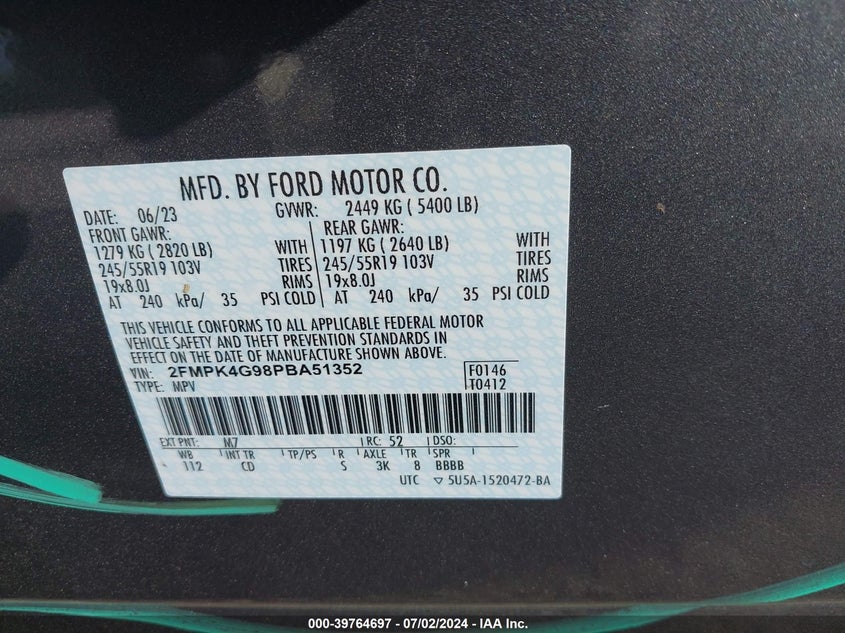 MFD. BY FORD MOTOR CO.
DATE: 06/23 GVWR: 2449 KG ( 5400 LB)
FRONT GAWR: REAR GAWR:
1279 KG ( 2820 LB) WITH 1197 KG ( 2640 LB) WITH
245/55R19 103V TIRES 245/55R19 103V TIRES
19x8.0J RIMS 19x8.0J RIMS
AT 240 kPa/ 35 PSI COLD AT 240 kPa/ 35 PSI COLD
THIS VEHICLE CONFORMS TO ALL APPLICABLE FEDERAL MOTOR
VEHICLE SAFETY AND THEFT PREVENTION STANDARDS IN
EFFECT ON THE DATE OF MANUFACTURE SHOWN ABOVE.
VIN: 2FMPK4G98PBA51352 F0146
TYPE: MPV T0412
EXT PNT: M7 RC: 52 DSO:
WB INT TR TP/PS R AXLE TR SPR
112 CD S 3K 8 BBBB
UTC ▽ 5U5A-1520472-BA
000-39764697 - 07/02/2024 - IAA Inc.